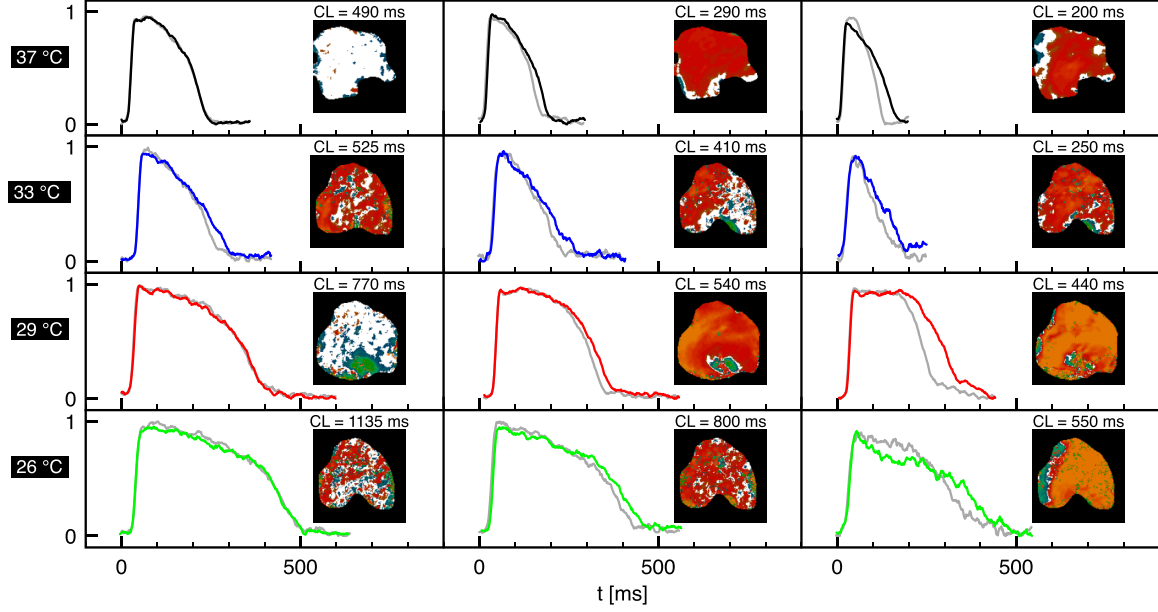 1
CL = 490 ms
CL = 290 ms
CL = 200 ms
37 °C
0
1
CL = 525 ms
CL = 410 ms
CL = 250 ms
33 °C
0
1
CL = 770 ms
CL = 540 ms
CL = 440 ms
29 °C
0
1
CL = 1135 ms
CL = 800 ms
CL = 550 ms
26 °C
0
0 500 0 500 0 500
t [ms]